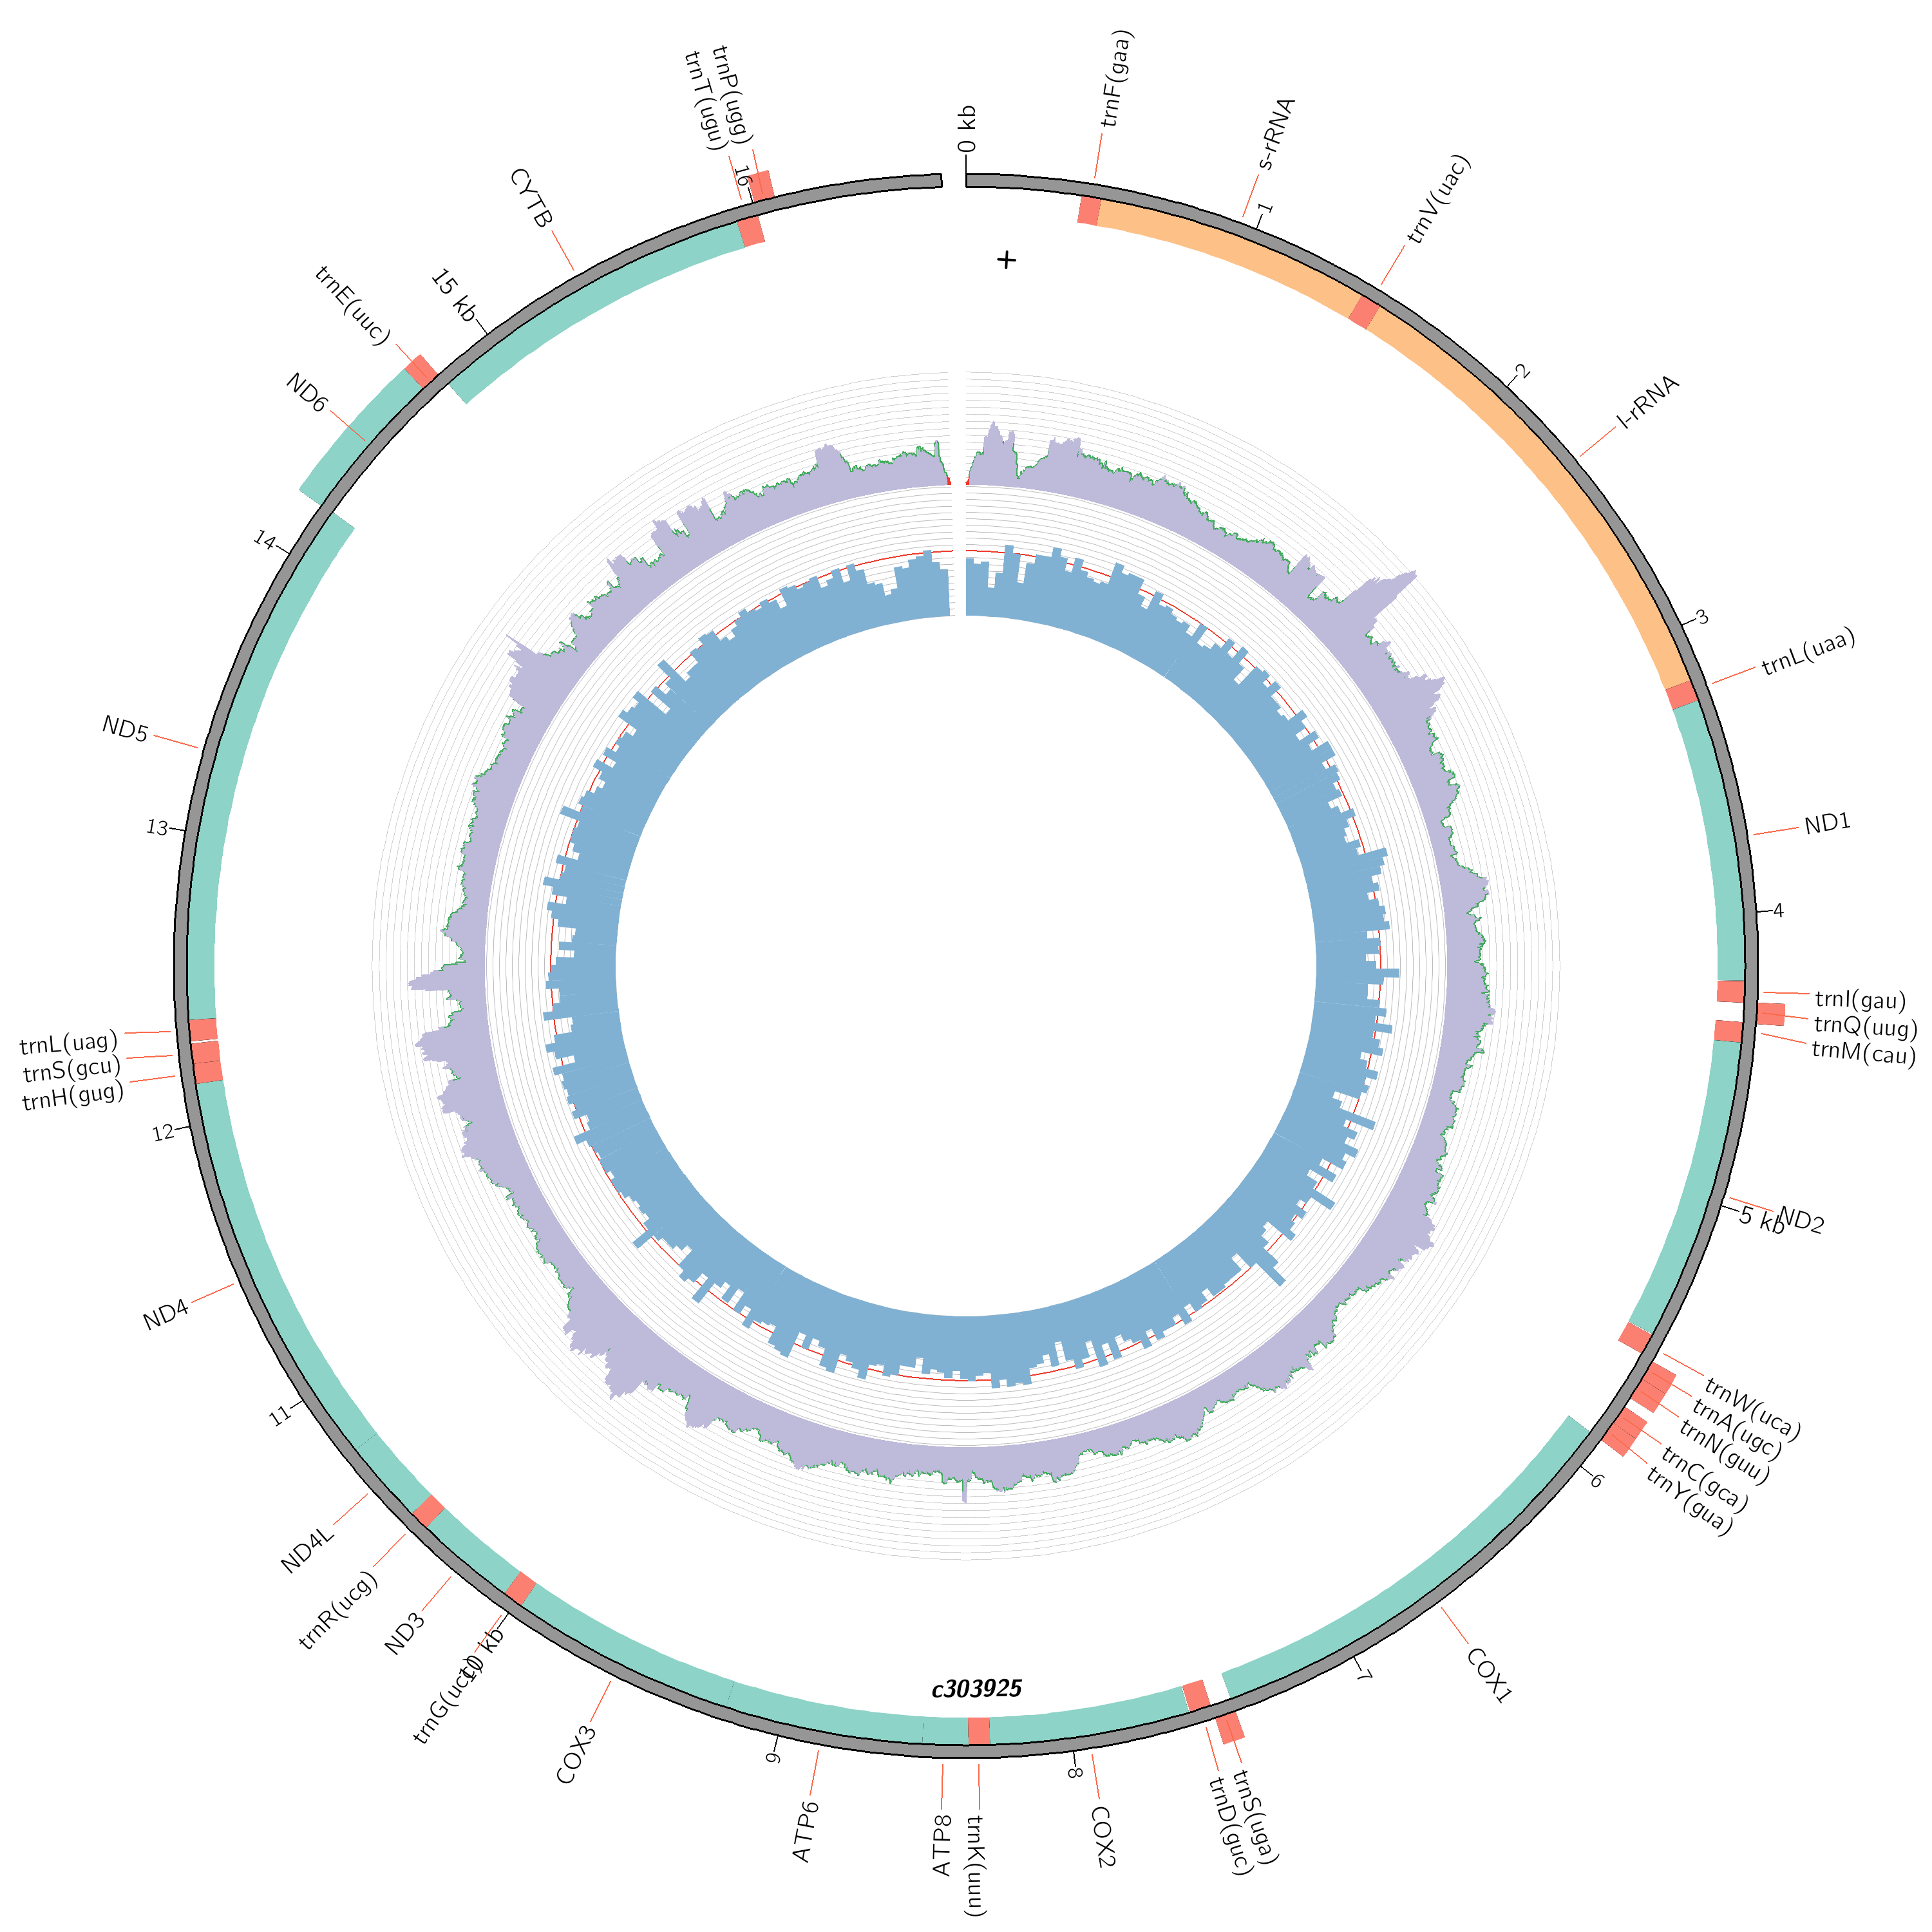 0 kb
trnF(gaa)
s-rRNA
1
trnV(uac)
2
l-rRNA
3
trnL(uaa)
ND1
4
trnI(gau)
trnQ(uug)
trnM(cau)
ND2
5 kb
trnW(uca)
trnA(ugc)
trnN(guu)
trnC(gca)
trnY(gua)
6
COX1
7
trnS(uga)
trnD(guc)
COX2
8
trnK(uuu)
ATP8
ATP6
9
COX3
10 kb
trnG(ucc)
ND3
trnR(ucg)
ND4L
11
ND4
12
trnH(gug)
trnS(gcu)
trnL(uag)
13
ND5
14
ND6
trnE(uuc)
15 kb
CYTB
16
trnT(ugu)
trnP(ugg)
+
c303925